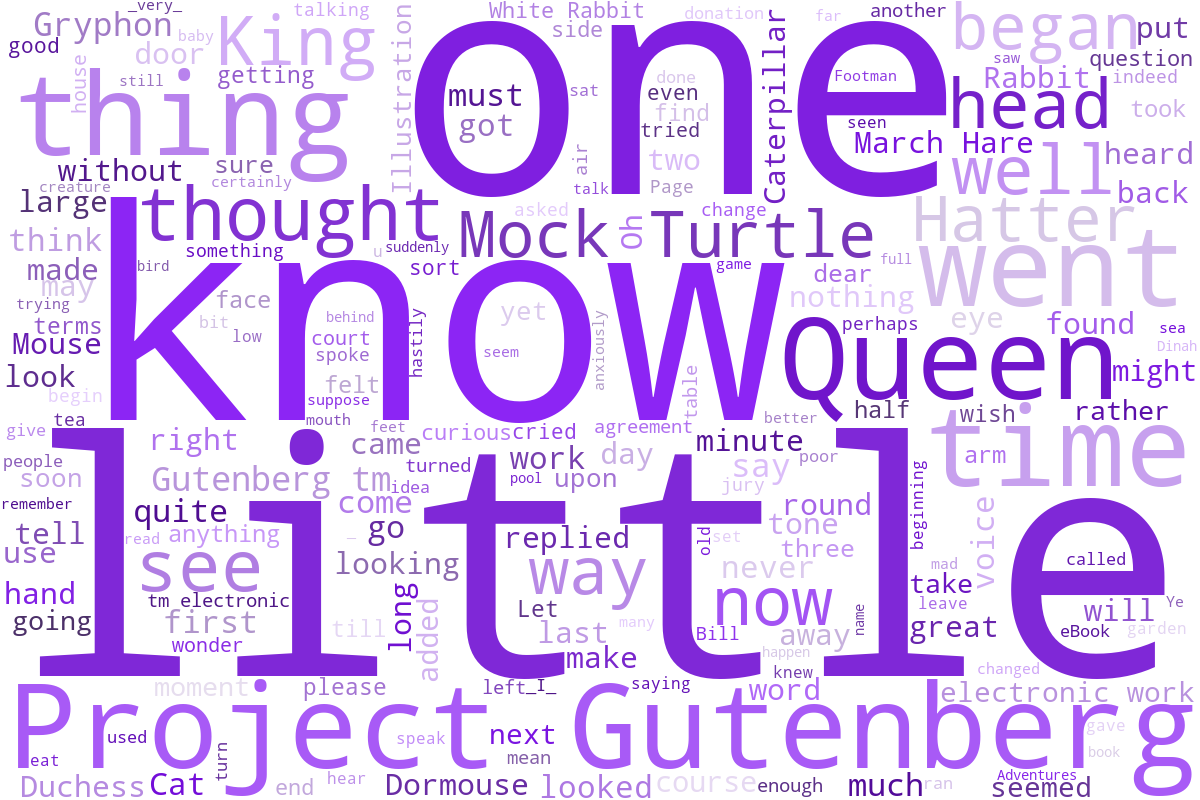 _very_
talking
White Rabbit
donation
far
another
Gryphon
baby
King
side
one
began
put
good
door
saw
question
house
still
getting
thing
Illustration
sat
must
done
even
Caterpillar
Footman
Rabbit
indeed
head
took
got
find
tried
seen
March Hare
heard
without
sure
air
two
well
creature
certainly
talk
Page
back
large
thought
asked
change
Hatter
think
something
u
suddenly
Mock Turtle
oh
went
made
bird
sort
game
dear
full
may
know
nothing
trying
face
yet
terms
bit
low
behind
court
hastily
anxiously
Queen
perhaps
eye
found
sea
Mouse
spoke
seem
Dinah
look
felt
table
might
begin
suppose
tea
mouth
feet
better
half
wish
rather
give
right
came
curious
cried
agreement
minute
time
people
turned
work
day
say
poor
arm
soon
Gutenberg tm
idea
pool
upon
jury
remember
little
come
round
beginning
voice
quite
tell
read
anything
_
go
replied
old
set
tone
three
use
see
looking
way
never
mad
called
hand
tm electronic
long
Let
now
name
take
leave
will
Ye
going
first
till
added
last
many
Bill
away
great
eBook
garden
wonder
make
happen
knew
changed
moment
please
left
_I_
saying
word
electronic work
Project Gutenberg
used
speak
next
gave
eat
turn
mean
book
Duchess
Cat
end
hear
Dormouse
looked
course
enough
much
ran
Adventures
seemed